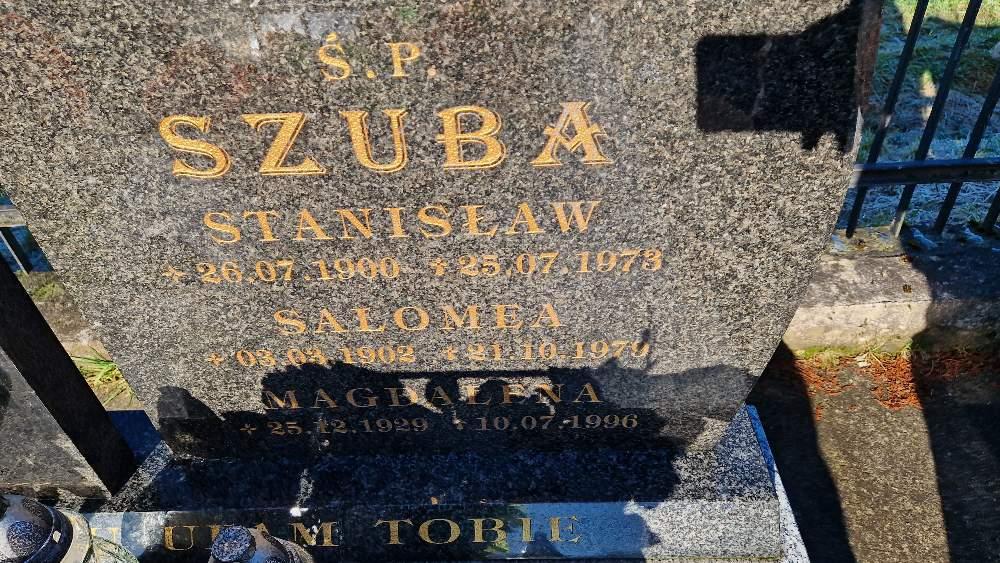 Ś.P.
SZUBA
STANISŁAW
* 26.07.1900 + 25.07.1973
SALOMEA
* 03.03.1902 + 21.10.1979
MAGDALENA
* 25.12.1929 + 10.07.1996
TOBIE